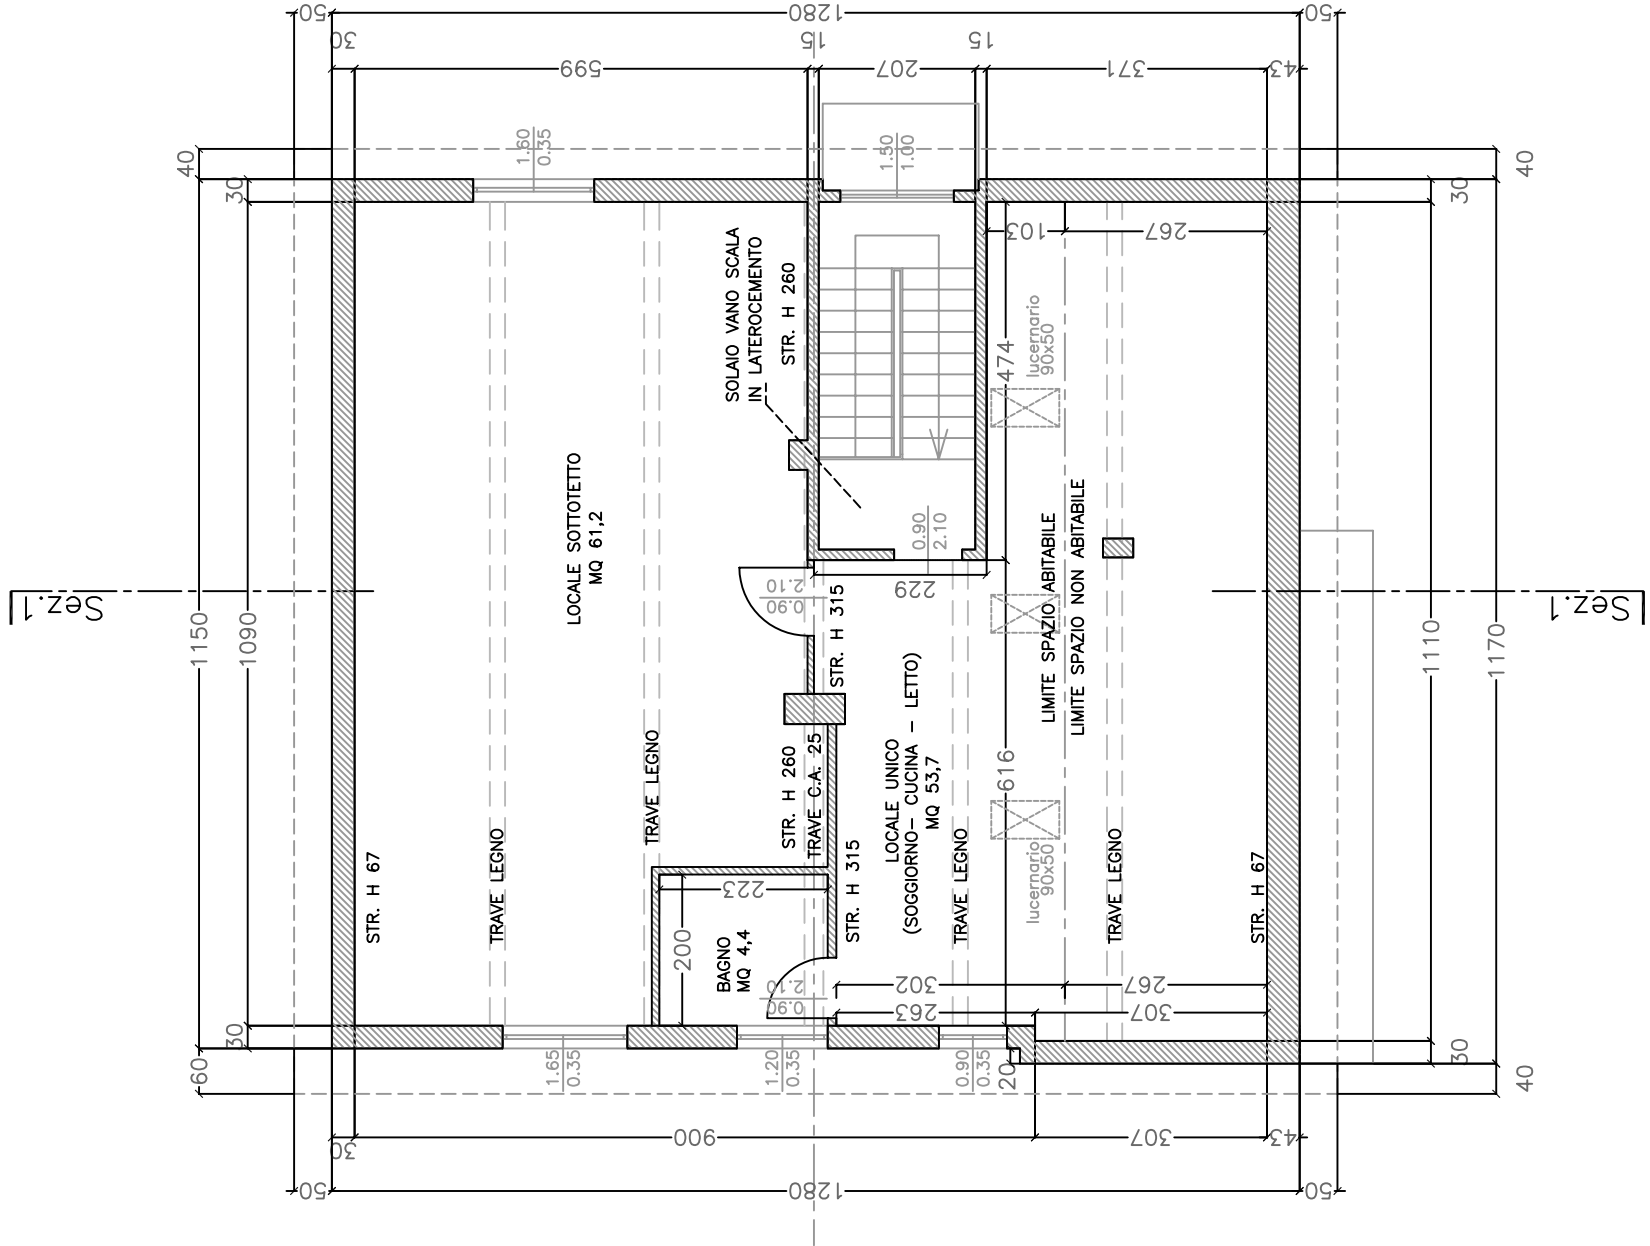 50
1280
50
30
15
15
599
207
371
43
1.60
0.35
1.50
1.00
40
30
40
30
103
267
SOLAIO VANO SCALA
IN LATEROCEMENTO
STR. H 260
474
lucernario
90x50
LOCALE SOTTOTETTO
MQ 61,2
0.90
2.10
LIMITE SPAZIO ABITABILE
LIMITE SPAZIO NON ABITABILE
229
0.90
2.10
STR. H 315
Sez.1
Sez.1
1150
1090
1110
1170
TRAVE LEGNO
STR. H 260
TRAVE C.A. 25
LOCALE UNICO
(SOGGIORNO- CUCINA - LETTO)
MQ 53,7
616
STR. H 67
TRAVE LEGNO
STR. H 315
TRAVE LEGNO
lucernario
90x50
TRAVE LEGNO
STR. H 67
223
200
BAGNO
MQ 4,4
0.90
2.10
302
267
263
307
30
60
1.65
0.35
1.20
0.35
0.90
0.35
20
30
40
30
900
307
43
50
1280
50